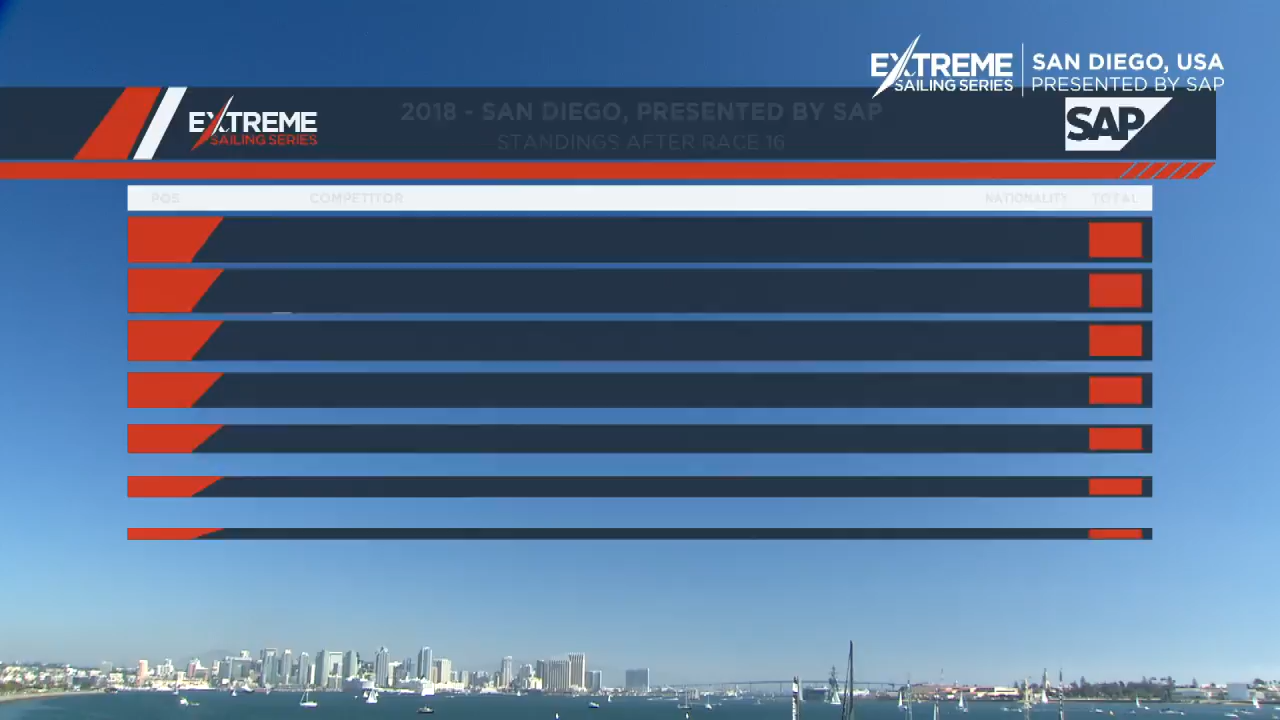 EXTREME
SAILING SERIES
SAN DIEGO, USA
PRESENTED BY SAP
EXTREME
SAILING SERIES
2018 - SAN DIEGO, PRESENTED BY SAP
STANDINGS AFTER RACE 16
SAP
POS COMPETITOR NATIONALITY TOTAL